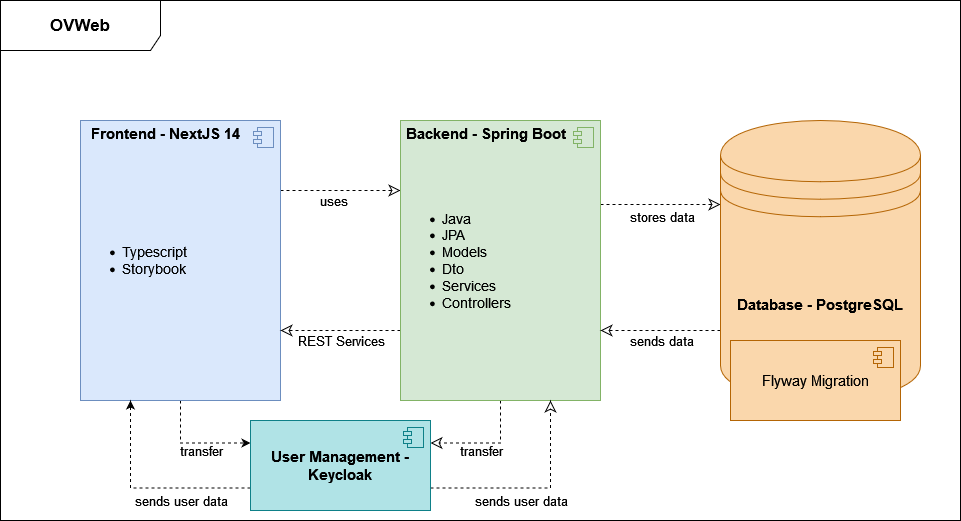 OVWeb
Frontend - NextJS 14
Typescript
Storybook
uses
REST Services
Backend - Spring Boot
Java
JPA
Models
Dto
Services
Controllers
stores data
sends data
Database - PostgreSQL
Flyway Migration
transfer
transfer
User Management -
Keycloak
sends user data
sends user data